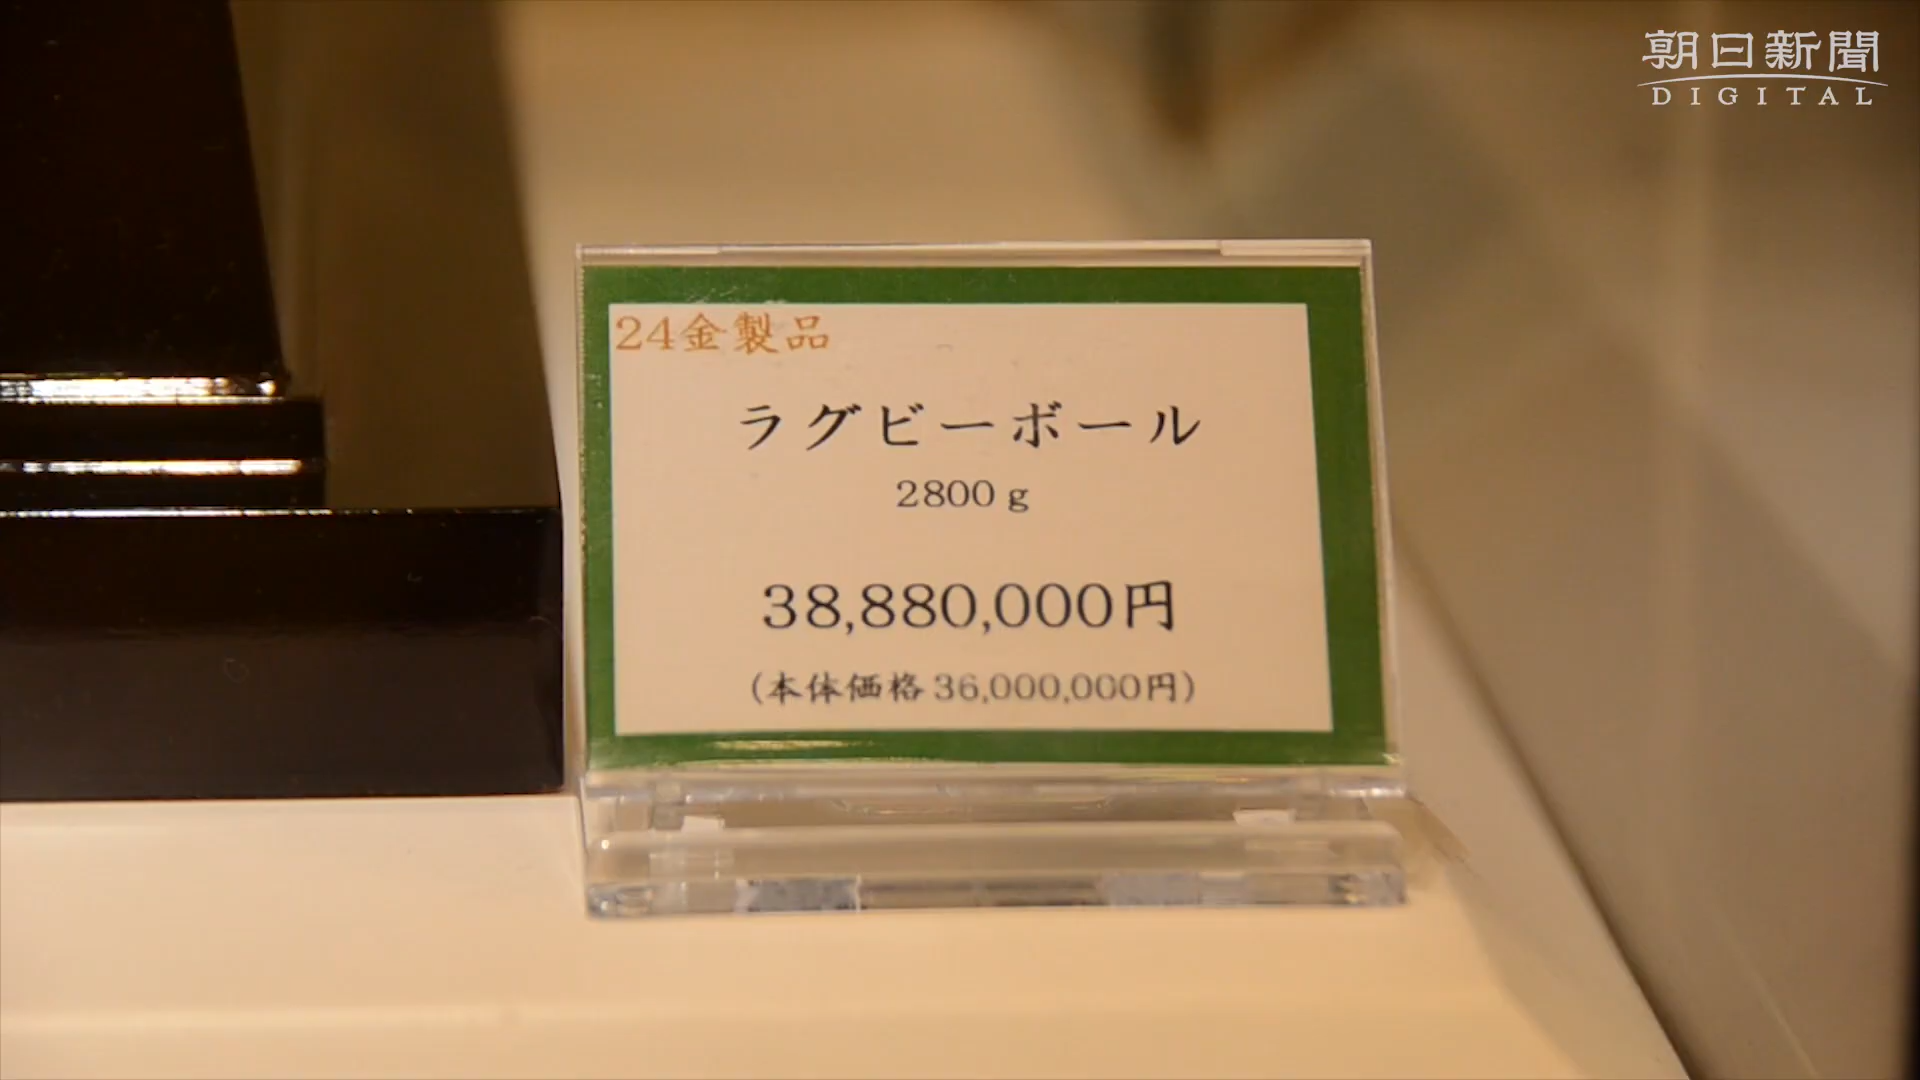 朝日新聞
DIGITAL
24金製品
ラグビーボール
2800g
38,880,000円
(本体価格 36,000,000円)